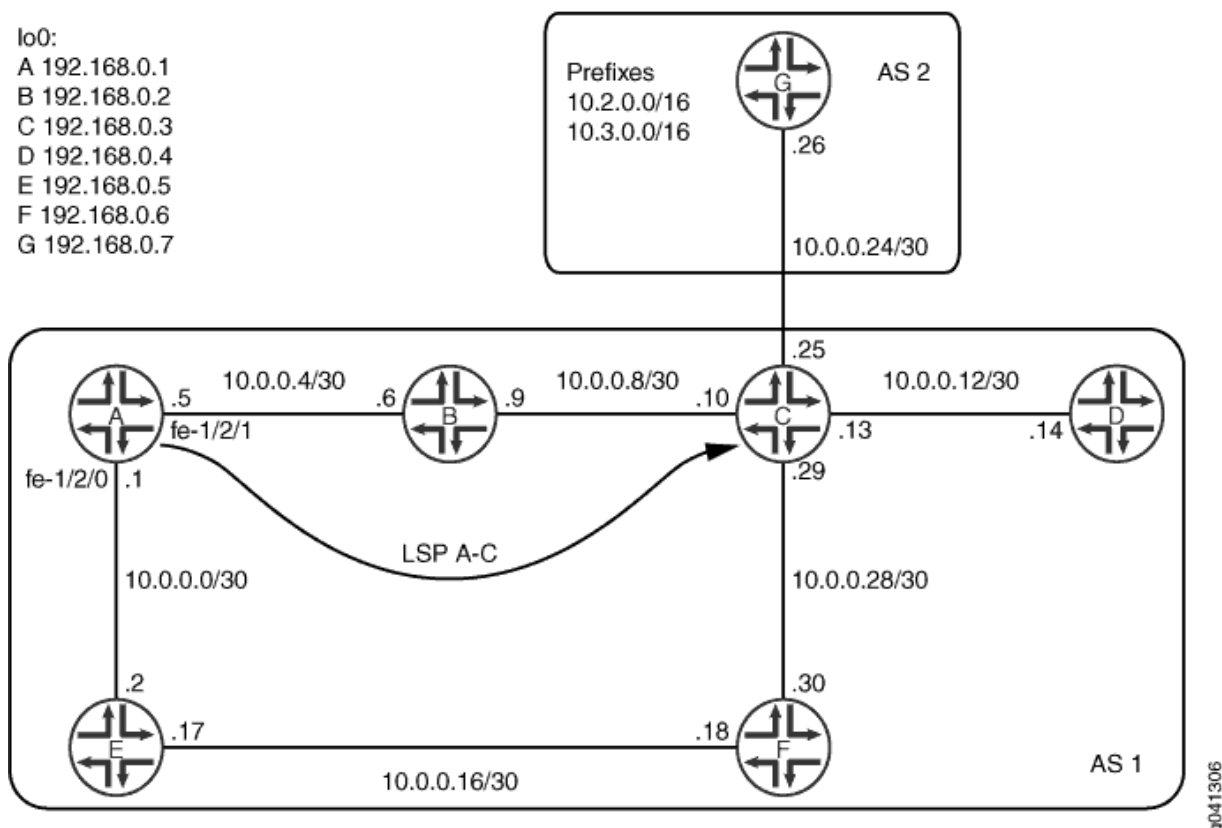 lo0:
A 192.168.0.1
B 192.168.0.2
C 192.168.0.3
D 192.168.0.4
E 192.168.0.5
F 192.168.0.6
G 192.168.0.7
Prefixes
10.2.0.0/16
10.3.0.0/16
G
AS 2
.26
10.0.0.24/30
.25
A
.5
10.0.0.4/30
.6
B
.9
10.0.0.8/30
.10
C
10.0.0.12/30
.13
.14
D
fe-1/2/1
fe-1/2/0
.1
.29
LSP A-C
10.0.0.0/30
10.0.0.28/30
.2
.30
E
.17
.18
F
10.0.0.16/30
AS 1
g041306